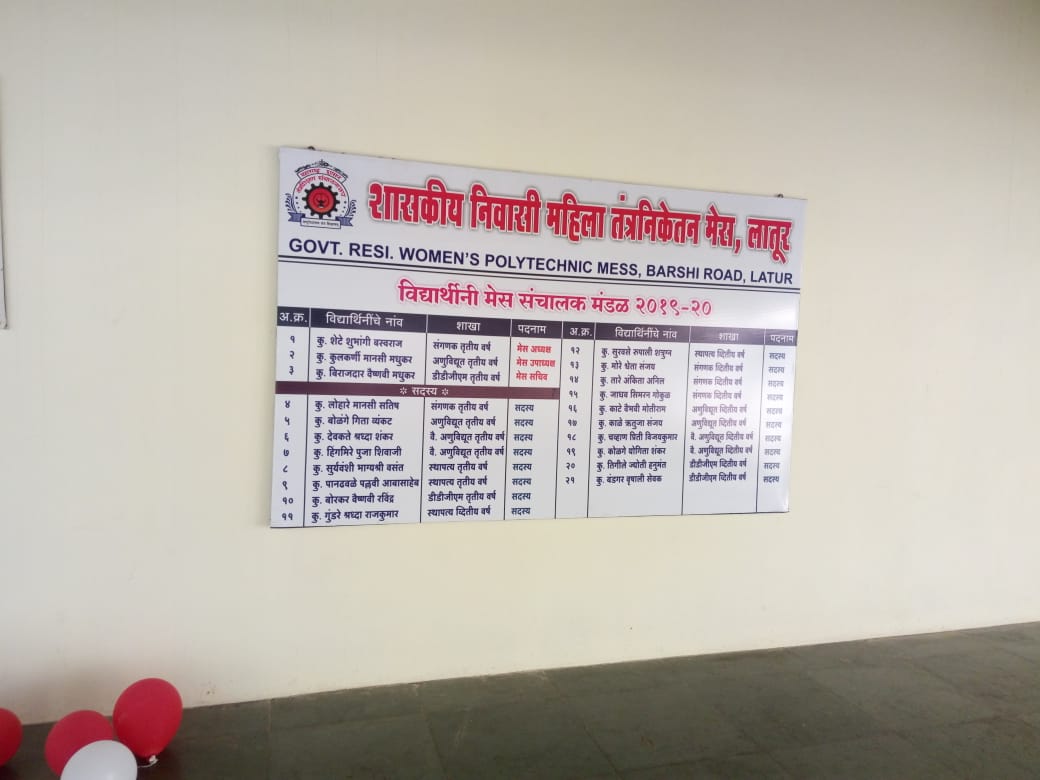 शासकीय निवासी महिला तंत्रनिकेतन मेस, लातूर
GOVT. RESI. WOMEN'S POLYTECHNIC MESS, BARSHI ROAD, LATUR
विद्यार्थीनी मेस संचालक मंडळ २०१९-२०
अ.क्र. विद्यार्थिनींचे नांव शाखा पदनाम
१ कु. शेटे शुभांगी बस्वराज संगणक तृतीय वर्ष मेस अध्यक्ष
२ कु. कुलकर्णी मानसी मधुकर अणुविद्यूत तृतीय वर्ष मेस उपाध्यक्ष
३ कु. बिराजदार वैष्णवी मधुकर डीडीजीएम तृतीय वर्ष मेस सचिव
सदस्य
४ कु. लोहारे मानसी सतिष संगणक तृतीय वर्ष सदस्य
५ कु. बोळंगे गिता व्यंकट अणुविद्यूत तृतीय वर्ष सदस्य
६ कु. देवकते श्रध्दा शंकर वै. अणुविद्यूत तृतीय वर्ष सदस्य
७ कु. हिंगमिरे पुजा शिवाजी वै. अणुविद्यूत तृतीय वर्ष सदस्य
८ कु. सुर्यवंशी भाग्यश्री वसंत स्थापत्य तृतीय वर्ष सदस्य
९ कु. पानढवळे पल्लवी आबासाहेब स्थापत्य तृतीय वर्ष सदस्य
१० कु. बोरकर वैष्णवी रविंद्र डीडीजीएम तृतीय वर्ष सदस्य
११ कु. गुंडरे श्रध्दा राजकुमार स्थापत्य व्दितीय वर्ष सदस्य
अ.क्र. विद्यार्थिनींचे नांव शाखा पदनाम
१२ कु. सुरवसे रुपाली शत्रुघ्न स्थापत्य व्दितीय वर्ष सदस्य
१३ कु. मोरे श्वेता संजय संगणक व्दितीय वर्ष सदस्य
१४ कु. तारे अंकिता अनिल संगणक व्दितीय वर्ष सदस्य
१५ कु. जाधव सिमरन गोकुळ संगणक व्दितीय वर्ष सदस्य
१६ कु. काटे वैभवी मोतीराम अणुविद्यूत व्दितीय वर्ष सदस्य
१७ कु. काळे ऋतुजा संजय अणुविद्यूत व्दितीय वर्ष सदस्य
१८ कु. चव्हाण प्रिती विजयकुमार वै. अणुविद्यूत व्दितीय वर्ष सदस्य
१९ कु. कोळगे योगिता शंकर वै. अणुविद्यूत व्दितीय वर्ष सदस्य
२० कु. तिगीले ज्योती हनुमंत डीडीजीएम व्दितीय वर्ष सदस्य
२१ कु. बंडगर वृषाली सेवक डीडीजीएम व्दितीय वर्ष सदस्य